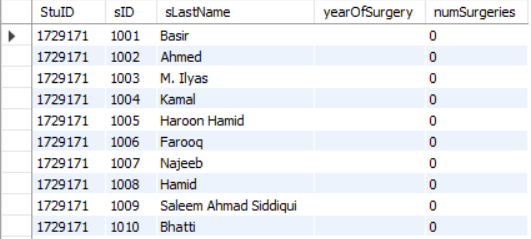 StuID sID sLastName yearOfSurgery numSurgeries
1729171 1001 Basir 0
1729171 1002 Ahmed 0
1729171 1003 M. Ilyas 0
1729171 1004 Kamal 0
1729171 1005 Haroon Hamid 0
1729171 1006 Farooq 0
1729171 1007 Najeeb 0
1729171 1008 Hamid 0
1729171 1009 Saleem Ahmad Siddiqui 0
1729171 1010 Bhatti 0